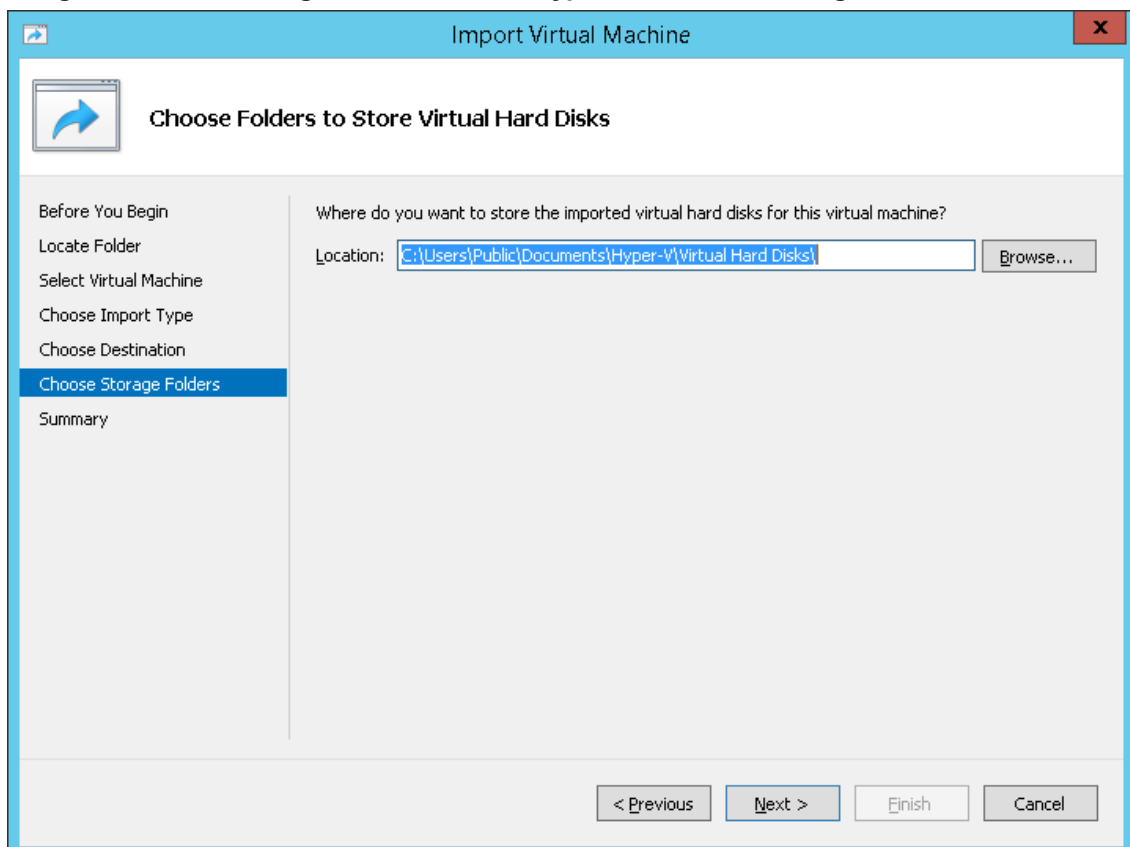 Import Virtual Machine
X
Choose Folders to Store Virtual Hard Disks
Before You Begin
Locate Folder
Select Virtual Machine
Choose Import Type
Choose Destination
Choose Storage Folders
Summary
Where do you want to store the imported virtual hard disks for this virtual machine?
Location: C:\Users\Public\Documents\Hyper-V\Virtual Hard Disks\ Browse...
< Previous Next > Finish Cancel